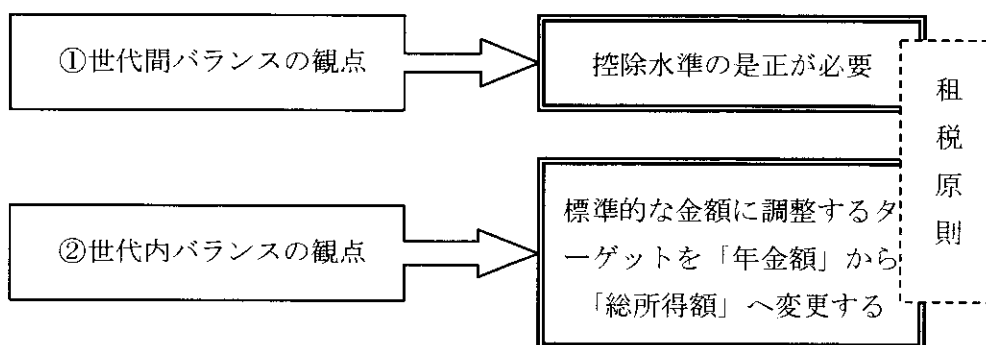 ①世代間バランスの観点
控除水準の是正が必要
②世代内バランスの観点
標準的な金額に調整するタ
ーゲットを「年金額」から
「総所得額」へ変更する
租
税
原
則